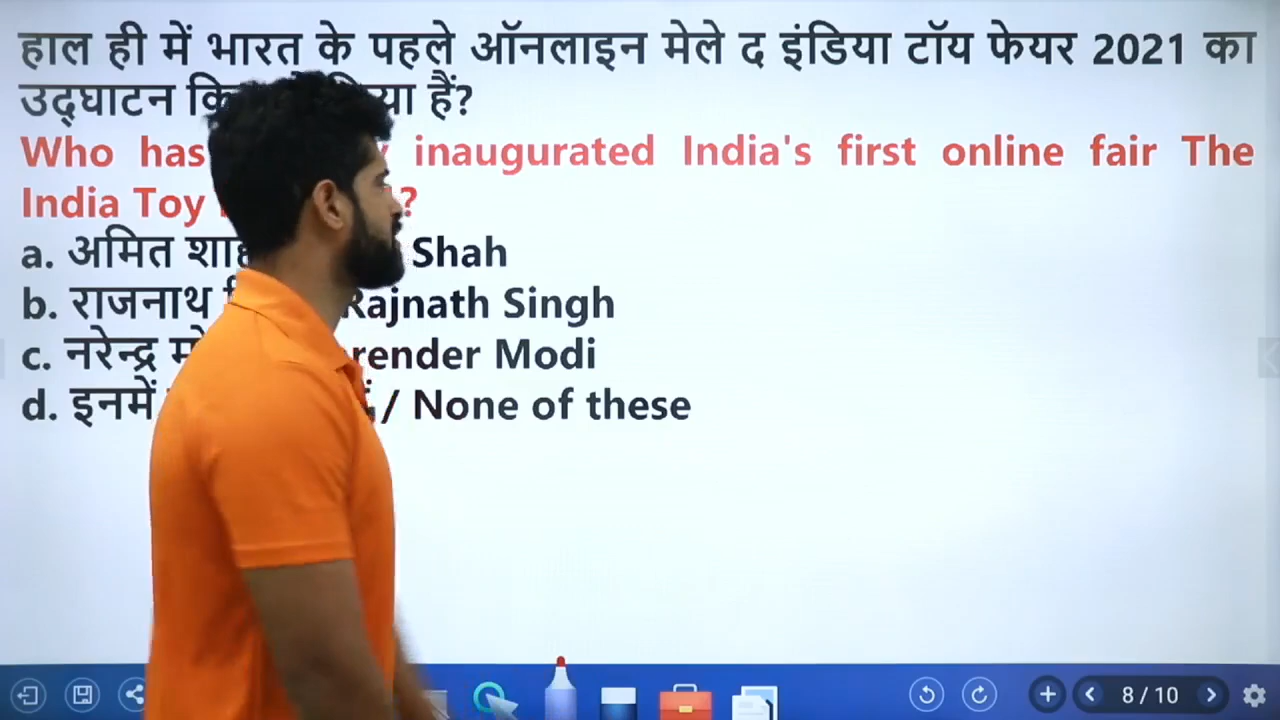 हाल ही में भारत के पहले ऑनलाइन मेले द इंडिया टॉय फेयर 2021 का
उद्घाटन हैं?
Who has inaugurated India's first online fair The
India Toy ?
a. अमित Shah
b. राजनाथ Rajnath Singh
c. नरेन्द्र Modi
d. इनमें / None of these
8 / 10